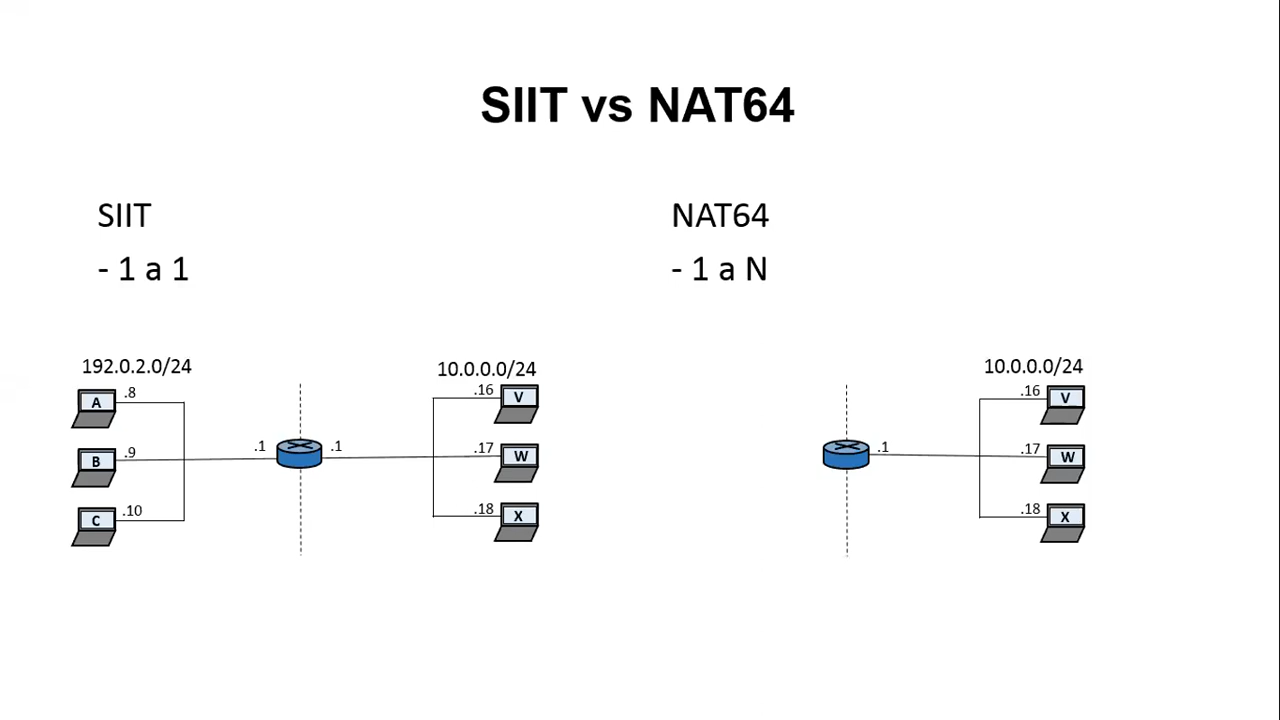 SIIT vs NAT64
SIIT
- 1 a 1
NAT64
- 1 a N
192.0.2.0/24
A .8
B .9
C .10
.1 .1
10.0.0.0/24
.16 V
.17 W
.18 X
10.0.0.0/24
.1
.16 V
.17 W
.18 X